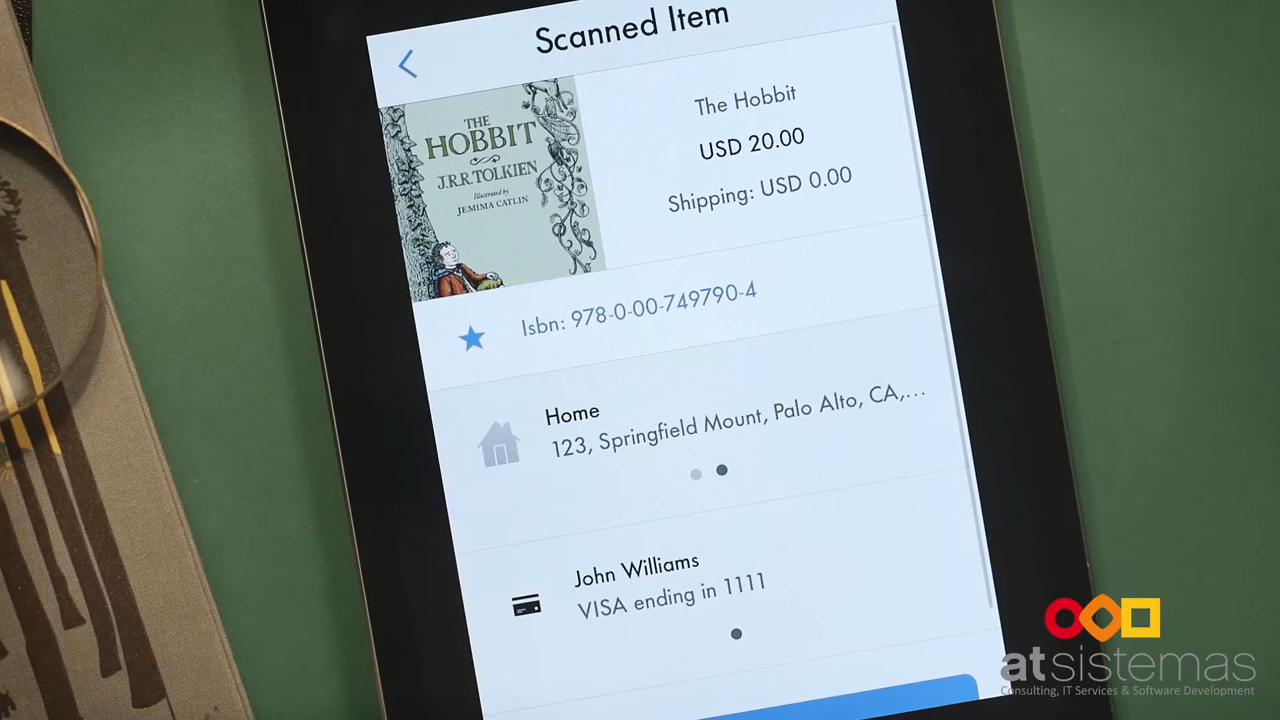 Scanned Item
THE
HOBBIT
J.R.R.TOLKIEN
Illustrated by
JEMIMA CATLIN
The Hobbit
USD 20.00
Shipping: USD 0.00
Isbn: 978-0-00-749790-4
Home
123, Springfield Mount, Palo Alto, CA,...
John Williams
VISA ending in 1111
atsistemas
Consulting, IT Services & Software Development